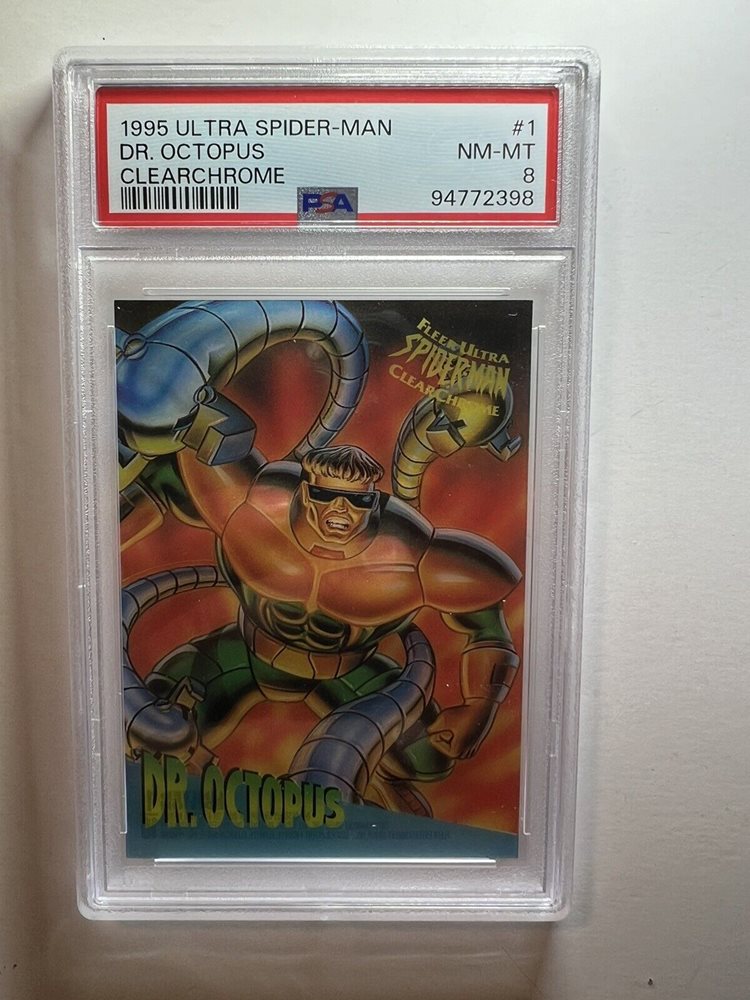 1995 ULTRA SPIDER-MAN #1
DR. OCTOPUS NM-MT
CLEARCHROME 8
PSA 94772398
FLEER ULTRA
SPIDER-MAN
CLEARCHROME
DR. OCTOPUS